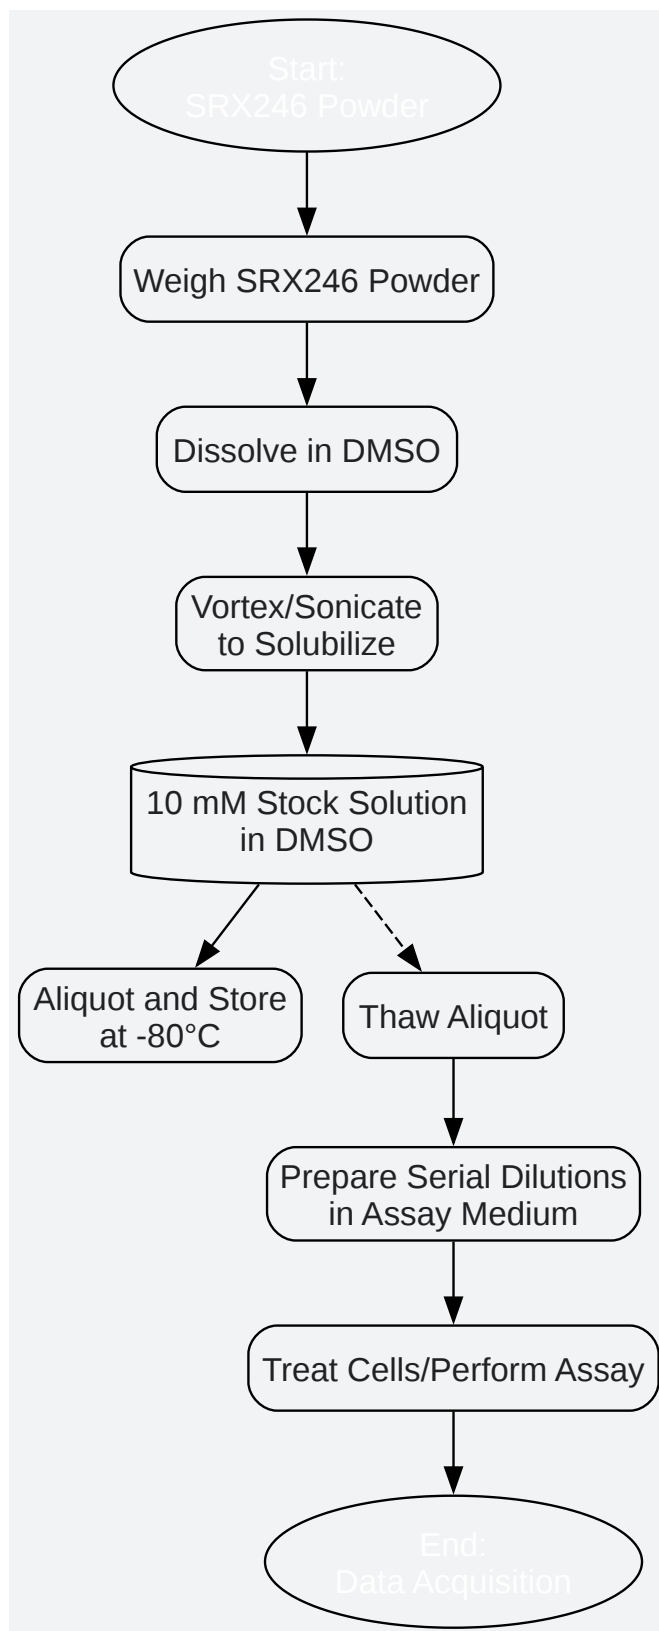 Start:
SRX246 Powder
Weigh SRX246 Powder
Dissolve in DMSO
Vortex/Sonicate
to Solubilize
10 mM Stock Solution
in DMSO
Aliquot and Store
at -80°C
Thaw Aliquot
Prepare Serial Dilutions
in Assay Medium
Treat Cells/Perform Assay
End:
Data Acquisition